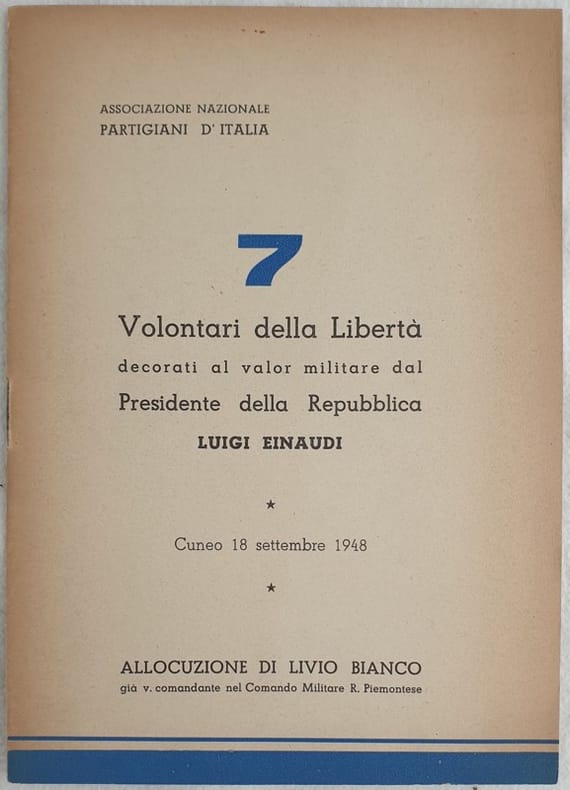 ASSOCIAZIONE NAZIONALE
PARTIGIANI D'ITALIA
7
Volontari della Libertà
decorati al valor militare dal
Presidente della Repubblica
LUIGI EINAUDI
★
Cuneo 18 settembre 1948
★
ALLOCUZIONE DI LIVIO BIANCO
già v. comandante nel Comando Militare R. Piemontese